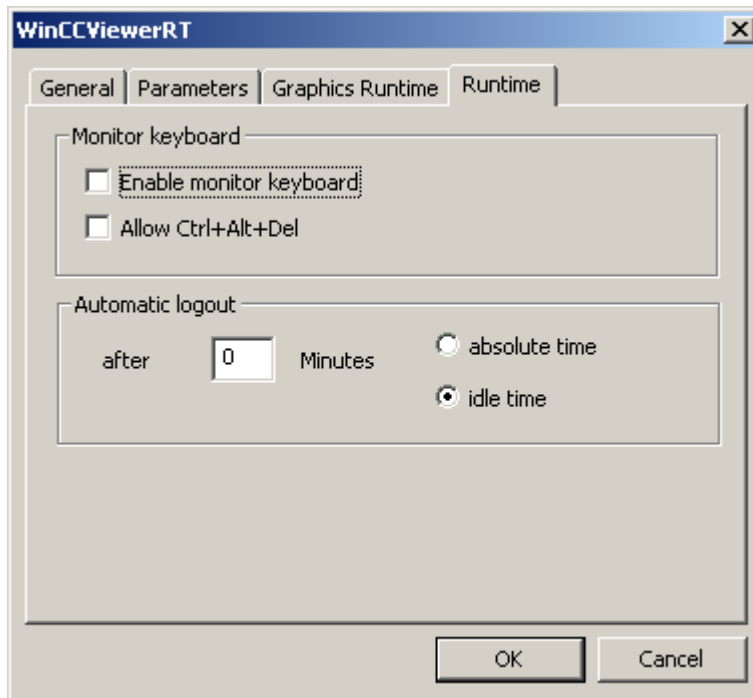 WinCCViewerRT
General Parameters Graphics Runtime Runtime
Monitor keyboard
Enable monitor keyboard
Allow Ctrl+Alt+Del
Automatic logout
after 0 Minutes
absolute time
idle time
OK Cancel